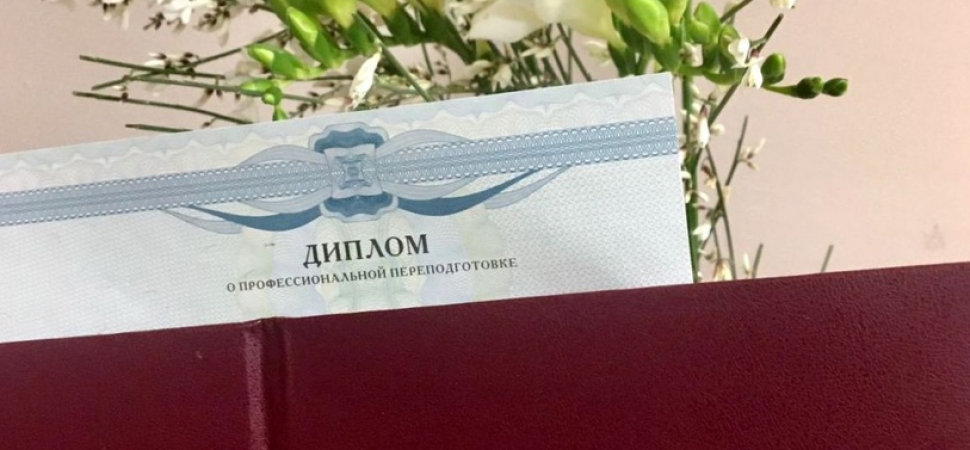 ДИПЛОМ
О ПРОФЕССИОНАЛЬНОЙ ПЕРЕПОДГОТОВКЕ